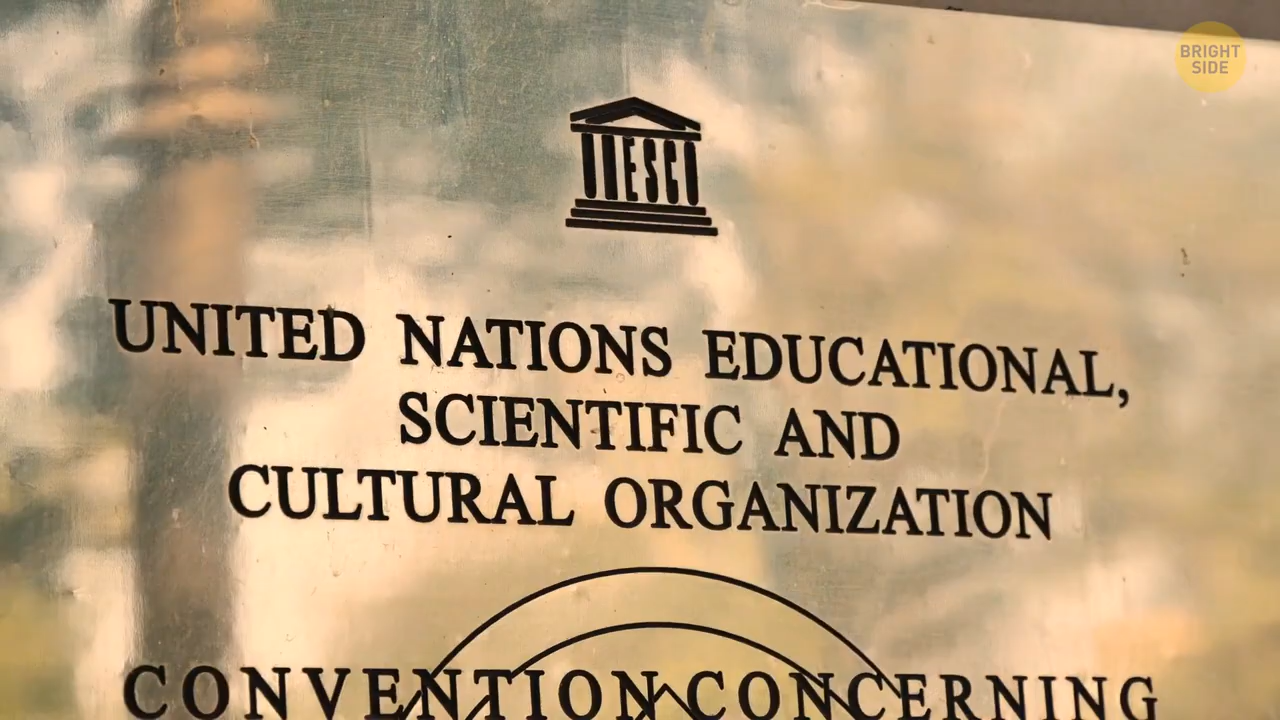 BRIGHT
SIDE
UNESCO
UNITED NATIONS EDUCATIONAL,
SCIENTIFIC AND
CULTURAL ORGANIZATION
CONVENTION CONCERNING